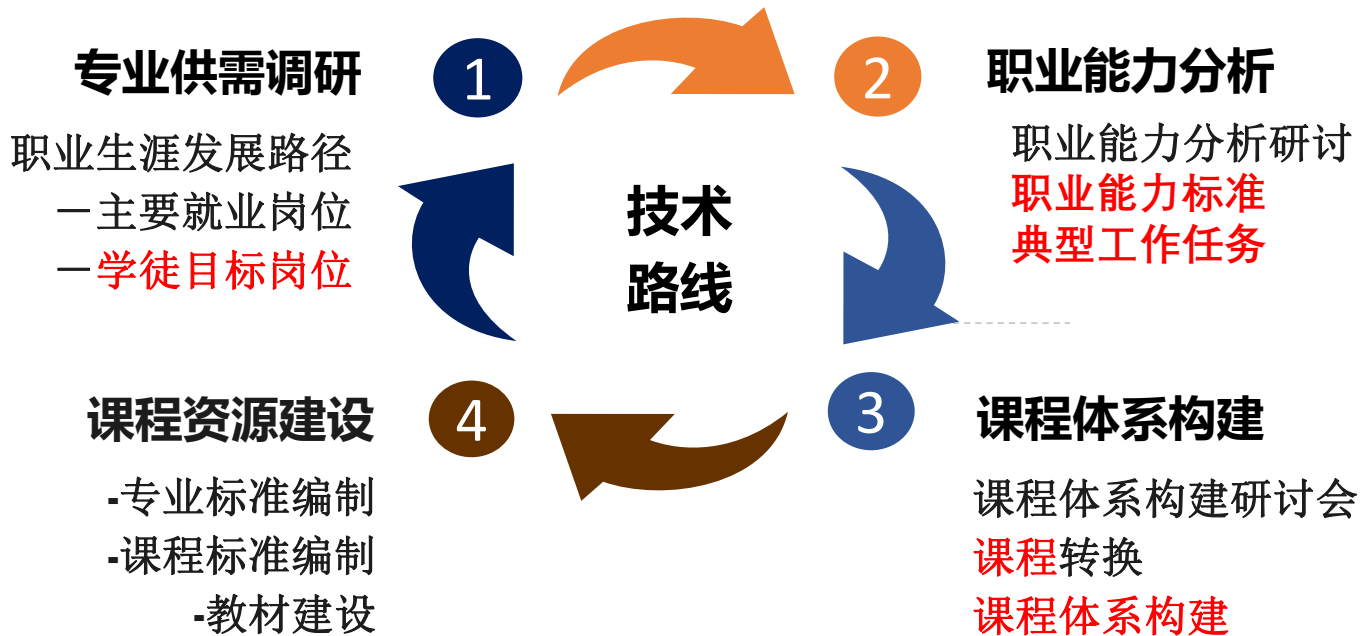 1
专业供需调研
职业生涯发展路径
－主要就业岗位
－学徒目标岗位
2
职业能力分析
职业能力分析研讨
职业能力标准
典型工作任务
技术
路线
3
课程体系构建
课程体系构建研讨会
课程转换
课程体系构建
4
课程资源建设
-专业标准编制
-课程标准编制
-教材建设